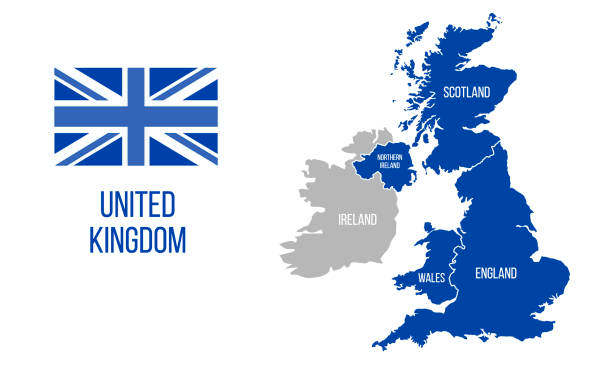 UNITED
KINGDOM
SCOTLAND
NORTHERN
IRELAND
IRELAND
WALES
ENGLAND